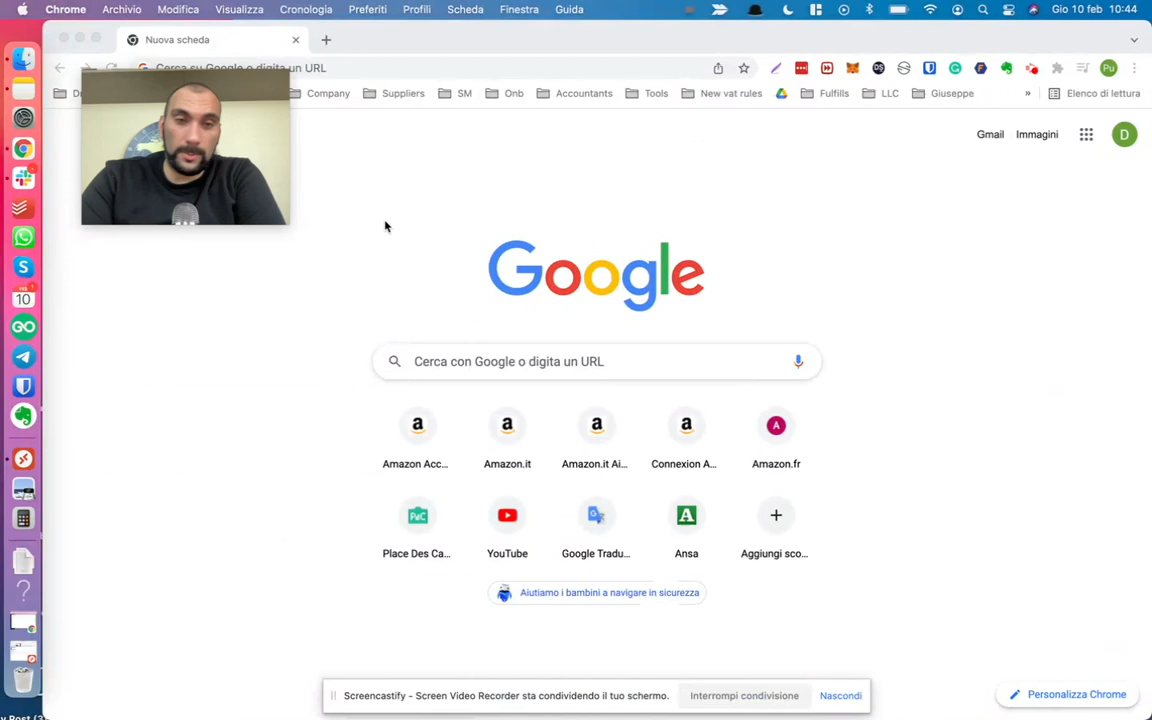 Chrome Archivio Modifica Visualizza Cronologia Preferiti Profili Scheda Finestra Guida Gio 10 feb 10:44
Nuova scheda
Cerca su Google o digita un URL
Company Suppliers SM Onb Accountants Tools New vat rules Fulfills LLC Giuseppe » Elenco di lettura
Gmail Immagini D
Google
Cerca con Google o digita un URL
Amazon Acc... Amazon.it Amazon.it Ai... Connexion A... Amazon.fr
Place Des Ca... YouTube Google Tradu... Ansa Aggiungi sco...
Aiutiamo i bambini a navigare in sicurezza
Screencastify - Screen Video Recorder sta condividendo il tuo schermo. Interrompi condivisione Nascondi
Personalizza Chrome